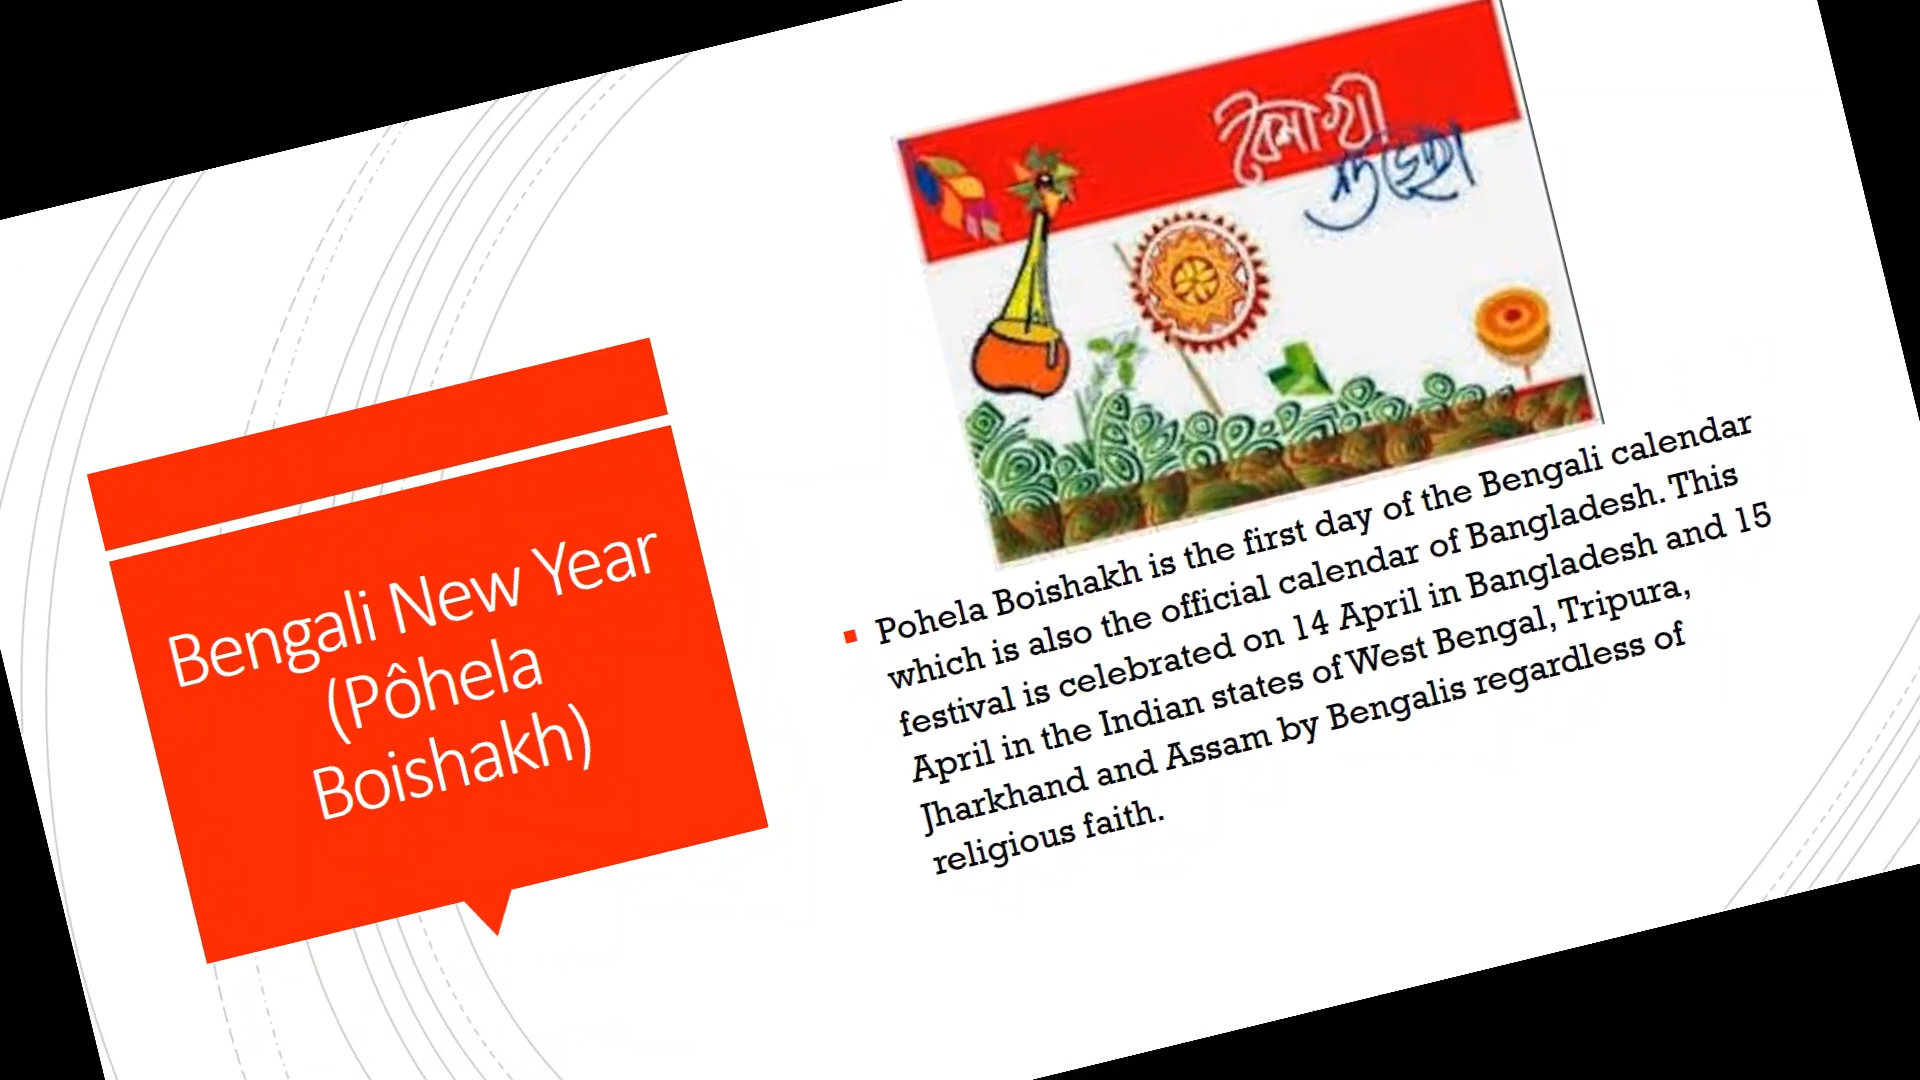 বৈশাখী
শুভেচ্ছা
Bengali New Year
(Pôhela
Boishakh)
Pohela Boishakh is the first day of the Bengali calendar
which is also the official calendar of Bangladesh. This
festival is celebrated on 14 April in Bangladesh and 15
April in the Indian states of West Bengal, Tripura,
Jharkhand and Assam by Bengalis regardless of
religious faith.